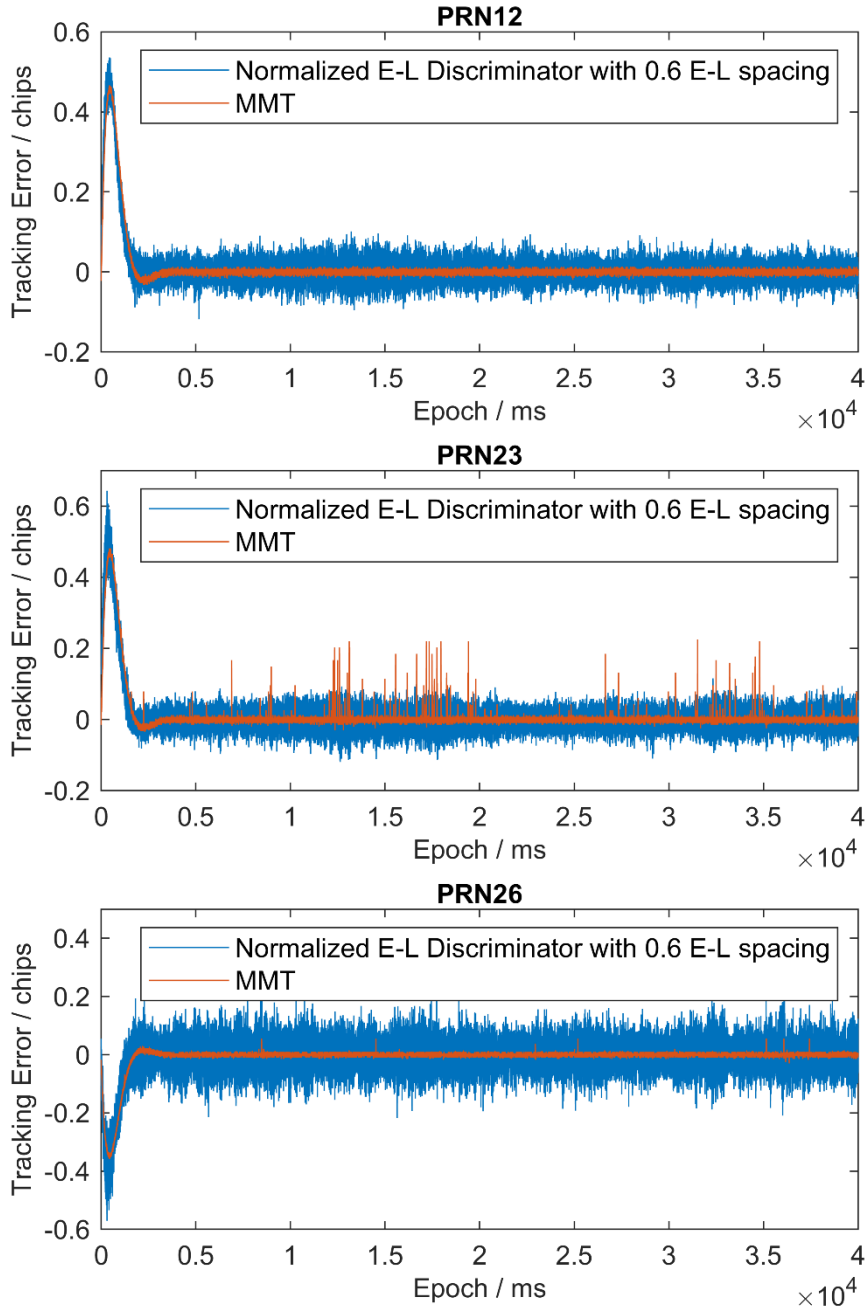 PRN12
Normalized E-L Discriminator with 0.6 E-L spacing
MMT
Tracking Error / chips
0.6
0.4
0.2
0
-0.2
0 0.5 1 1.5 2 2.5 3 3.5 4
Epoch / ms
×10^4
PRN23
Normalized E-L Discriminator with 0.6 E-L spacing
MMT
Tracking Error / chips
0.6
0.4
0.2
0
-0.2
0 0.5 1 1.5 2 2.5 3 3.5 4
Epoch / ms
×10^4
PRN26
Normalized E-L Discriminator with 0.6 E-L spacing
MMT
Tracking Error / chips
0.4
0.2
0
-0.2
-0.4
-0.6
0 0.5 1 1.5 2 2.5 3 3.5 4
Epoch / ms
×10^4